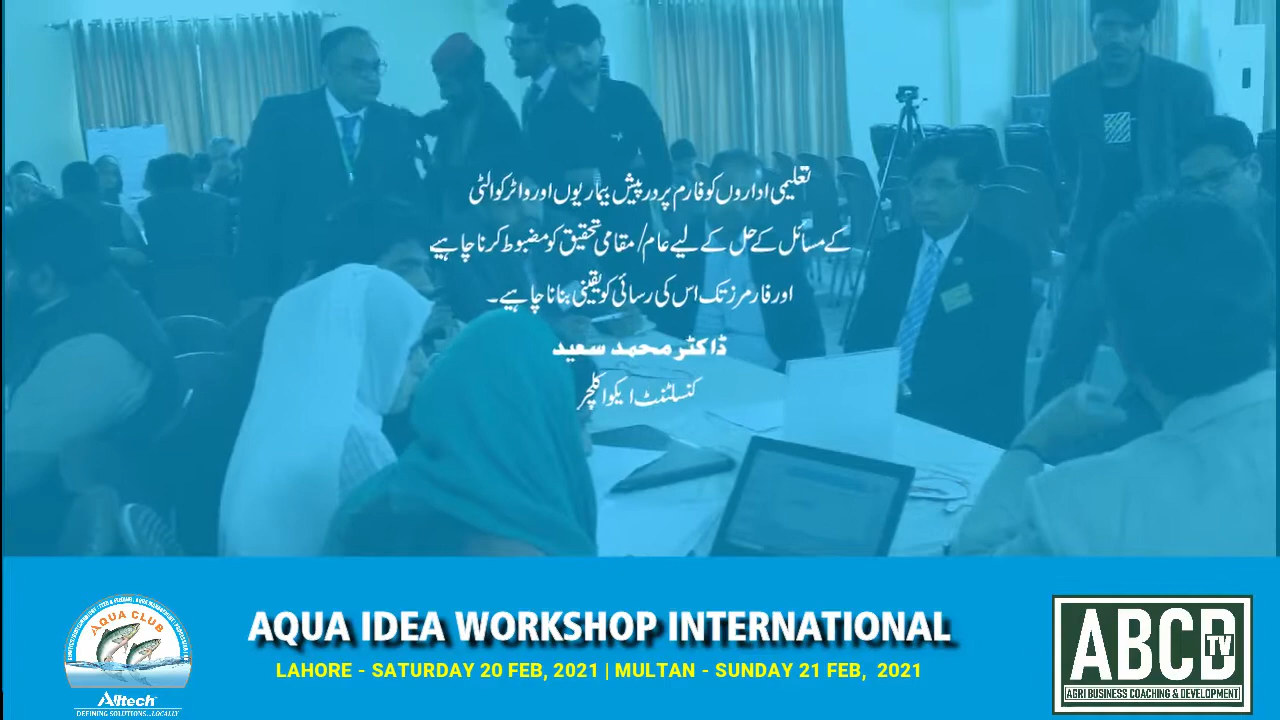 تعلیمی اداروں کو فارم پر درپیش بیماریوں اور واٹر کوالٹی
کے مسائل کے حل کے لیے عام/ مقامی تحقیق کو مضبوط کرنا چاہیے
اور فارمرز تک اس کی رسائی کو یقینی بنانا چاہیے۔
ڈاکٹر محمد سعید
کنسلٹنٹ ایکوا کلچر
AQUA CLUB
Alltech
DEFINING SOLUTIONS...LOCALLY
AQUA IDEA WORKSHOP INTERNATIONAL
LAHORE - SATURDAY 20 FEB, 2021 | MULTAN - SUNDAY 21 FEB, 2021
ABCD
TV
AGRI BUSINESS COACHING & DEVELOPMENT